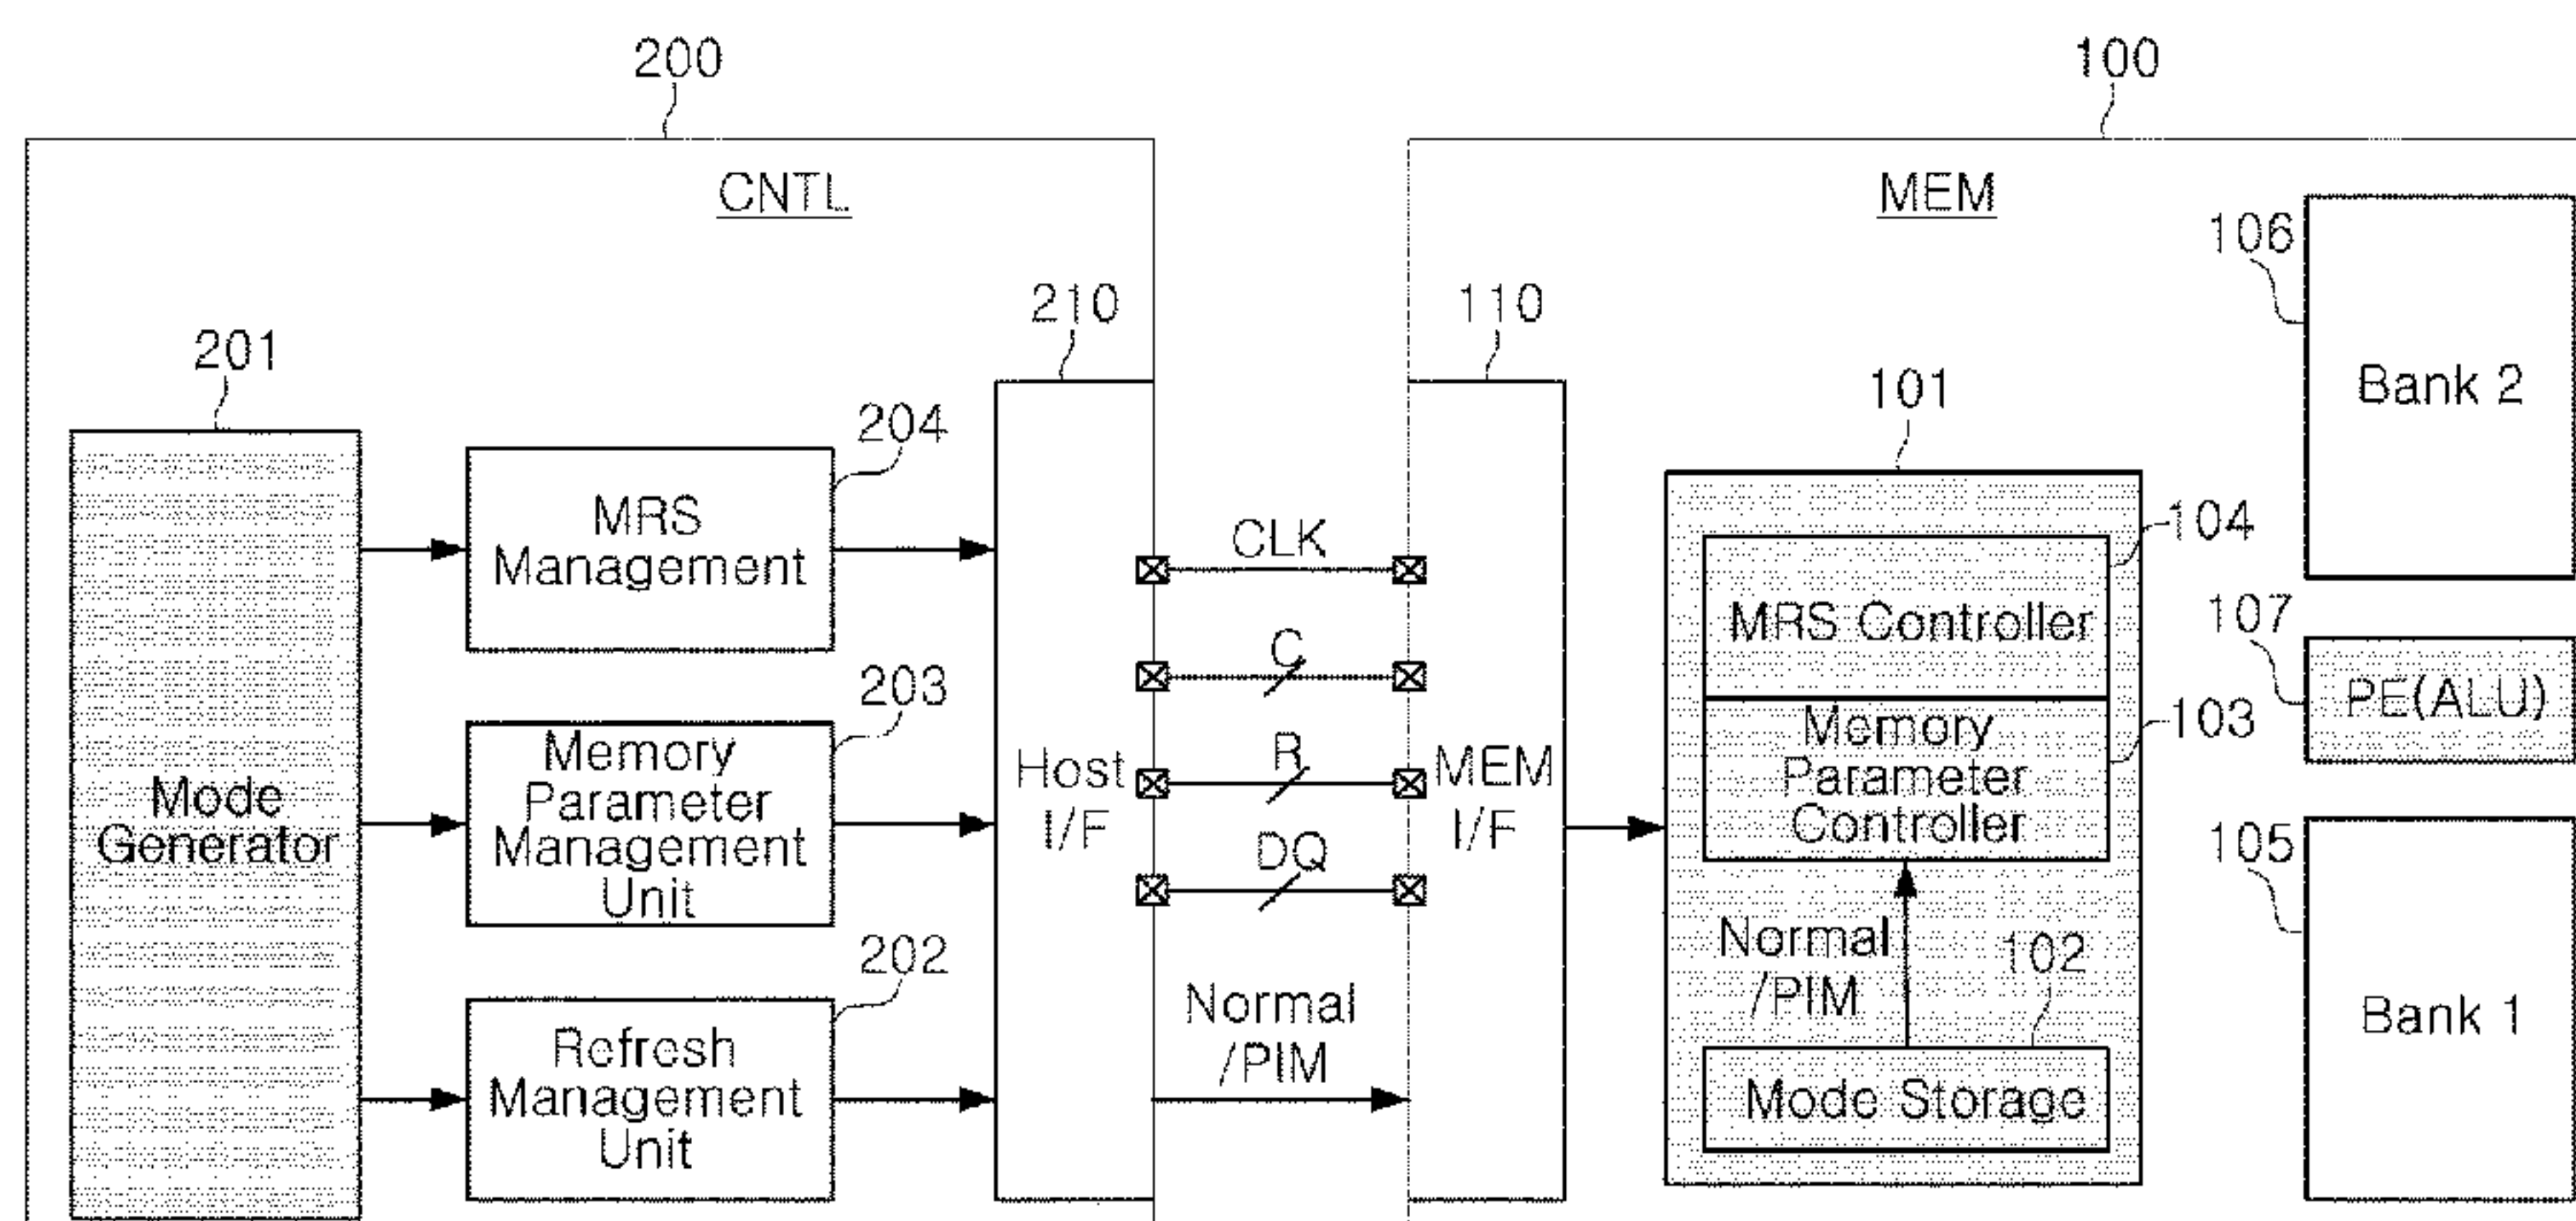 200
100
CNTL
MEM
106
Bank 2
210
110
201
101
204
MRS
Management
104
MRS Controller
CLK
C
R
DQ
107
PE(ALU)
203
Memory
Parameter
Management
Unit
103
Memory
Parameter
Controller
Mode
Generator
Host
I/F
MEM
I/F
105
Bank 1
202
Refresh
Management
Unit
Normal
/PIM
Normal
/PIM
102
Mode Storage